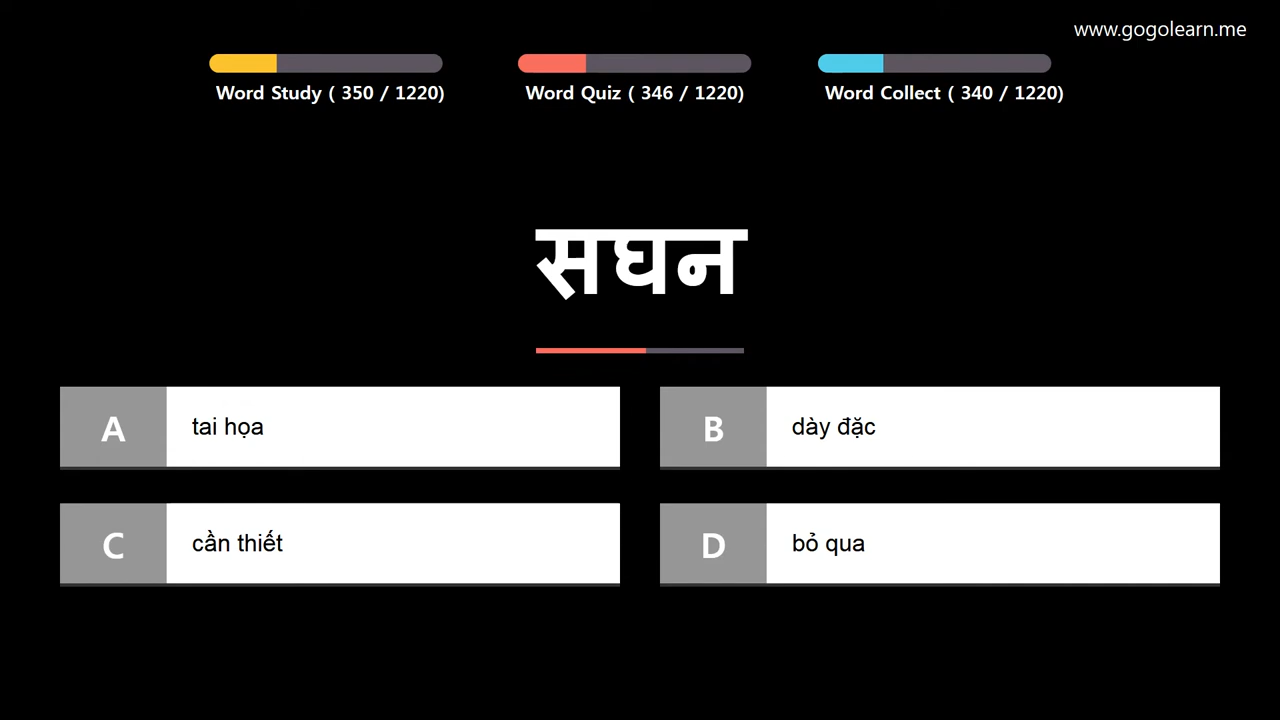 www.gogolearn.me
Word Study ( 350 / 1220)
Word Quiz ( 346 / 1220)
Word Collect ( 340 / 1220)
सघन
A tai họa
B dày đặc
C cần thiết
D bỏ qua